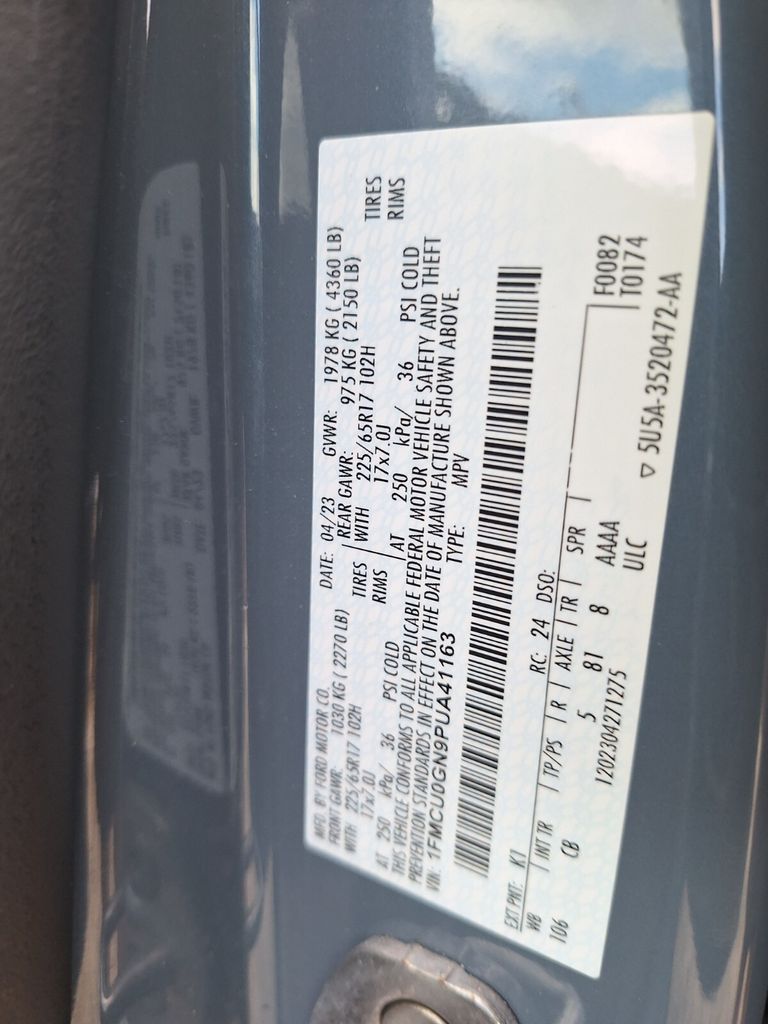 MFD. BY FORD MOTOR CO.
DATE: 04/23 GVWR: 1978 KG ( 4360 LB)
FRONT GAWR: 1030 KG ( 2270 LB) REAR GAWR: 975 KG ( 2150 LB)
WITH 225/65R17 102H TIRES WITH 225/65R17 102H TIRES
17x7.0J RIMS 17x7.0J RIMS
AT 250 kPa/ 36 PSI COLD AT 250 kPa/ 36 PSI COLD
THIS VEHICLE CONFORMS TO ALL APPLICABLE FEDERAL MOTOR VEHICLE SAFETY AND THEFT
PREVENTION STANDARDS IN EFFECT ON THE DATE OF MANUFACTURE SHOWN ABOVE.
VIN: 1FMCU0GN9PUA41163 TYPE: MPV
EXT PNT: K1 RC: 24 DSO: F0082
WB | INT TR | TP/PS | R | AXLE | TR | SPR | T0174
106 CB 5 81 8 AAAA
ULC
1202304271275 ▽ 5U5A-3520472-AA